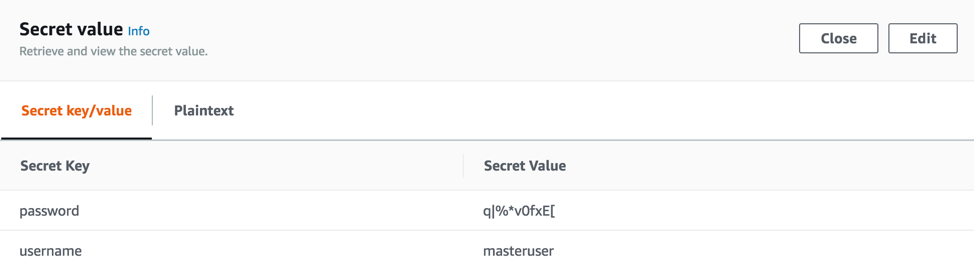 Secret value Info
Retrieve and view the secret value.
Close Edit
Secret key/value Plaintext
Secret Key Secret Value
password q|%*v0fxE[
username masteruser